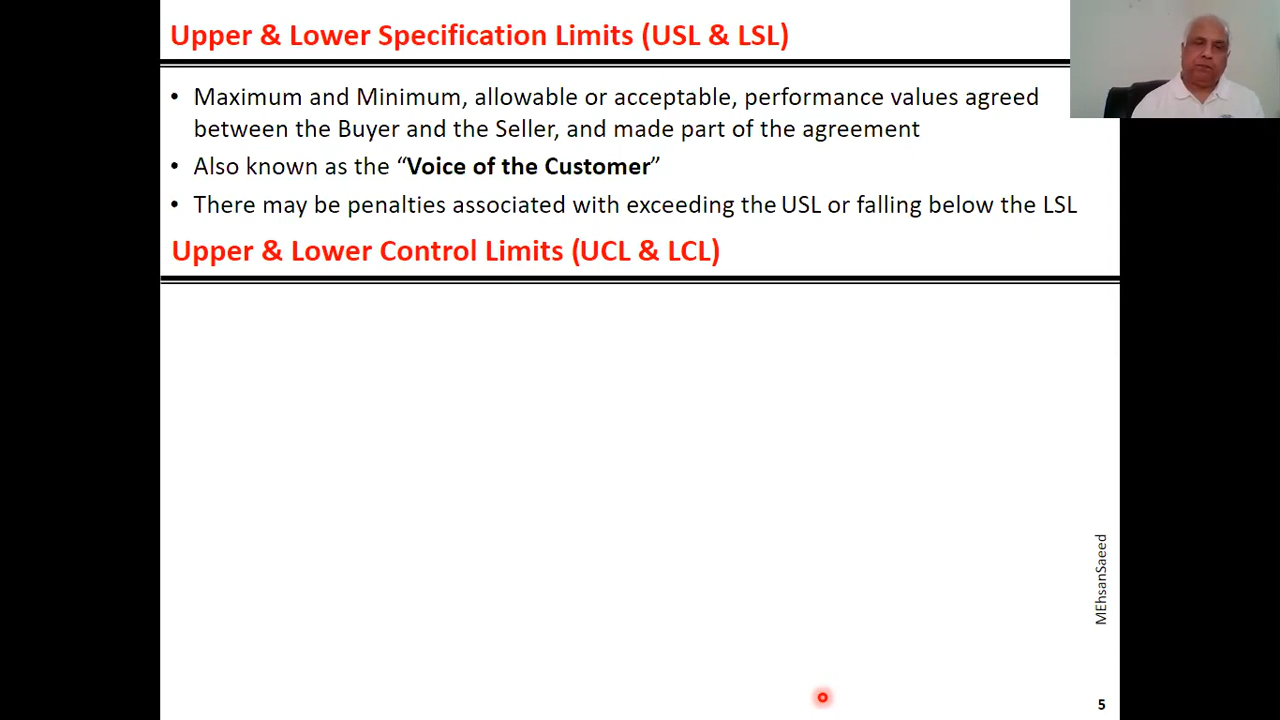 Upper & Lower Specification Limits (USL & LSL)
• Maximum and Minimum, allowable or acceptable, performance values agreed
between the Buyer and the Seller, and made part of the agreement
• Also known as the “Voice of the Customer”
• There may be penalties associated with exceeding the USL or falling below the LSL
Upper & Lower Control Limits (UCL & LCL)
MEhsanSaeed
5